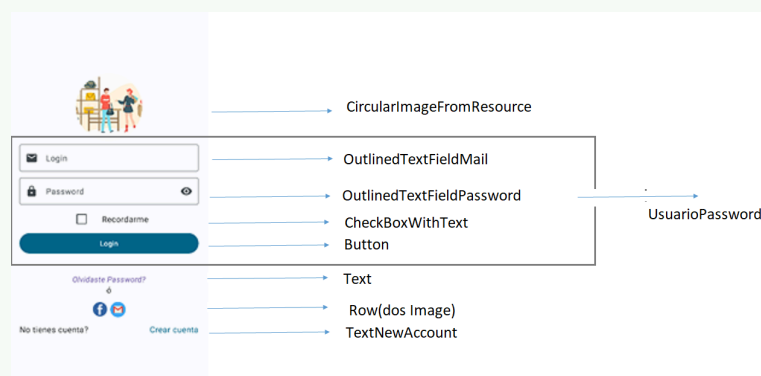 CircularImageFromResource
Login OutlinedTextFieldMail
Password OutlinedTextFieldPassword
UsuarioPassword
Recordarme CheckBoxWithText
Login Button
Olvidaste Password? Text
ó
Row(dos Image)
No tienes cuenta? Crear cuenta TextNewAccount